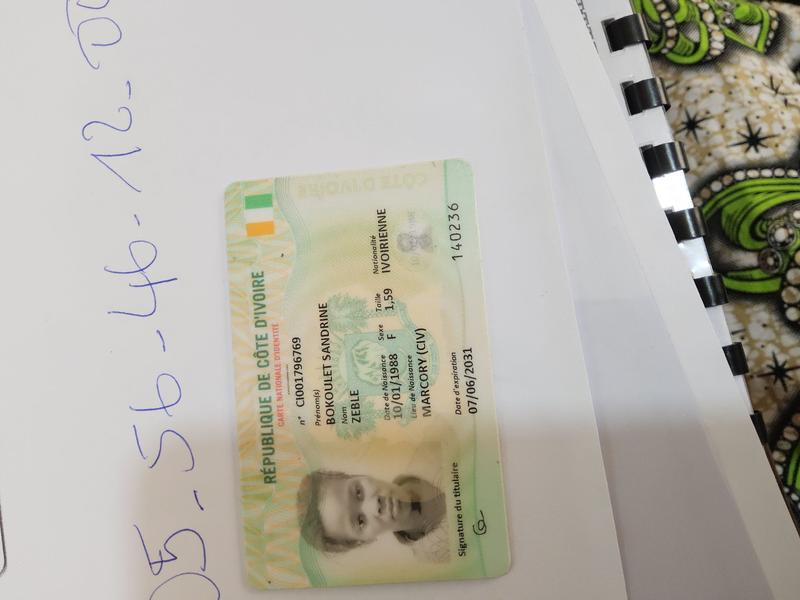 05-56-46-12-00
RÉPUBLIQUE DE CÔTE D'IVOIRE
CARTE NATIONALE D'IDENTITÉ
n° CI001796769
Prénom(s)
BOKOULET SANDRINE
Nom
ZEBLE
Date de Naissance Sexe Taille Nationalité
10/01/1988 F 1,59 IVOIRIENNE
Lieu de Naissance
MARCORY (CIV)
Date d'expiration
07/06/2031
Signature du titulaire
140236
CÔTE D'IVOIRE